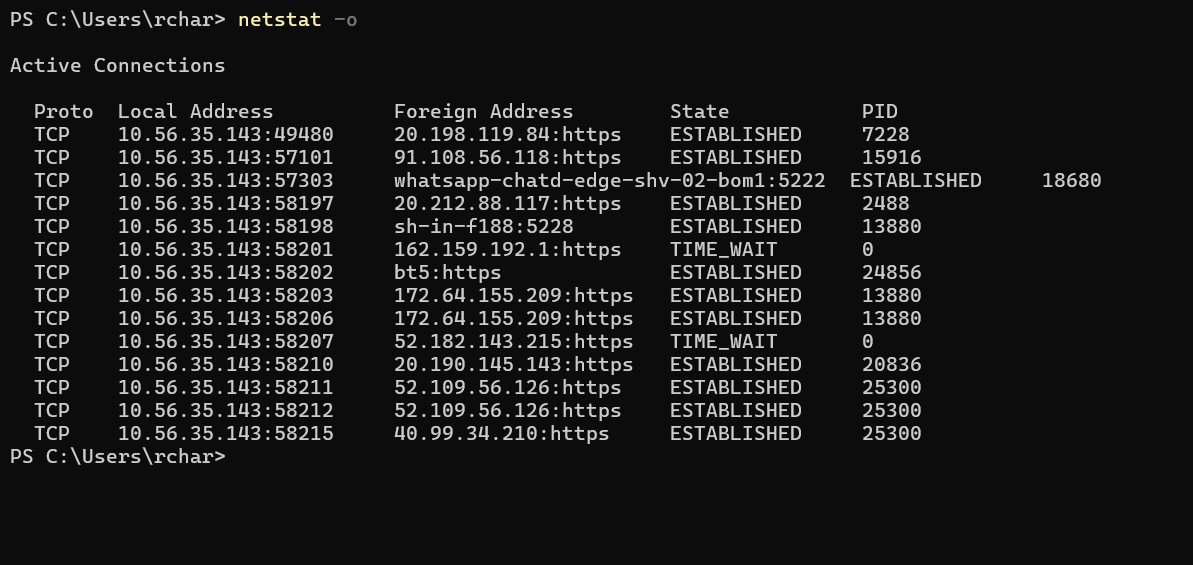 PS C:\Users\rchar> netstat -o
Active Connections
  Proto  Local Address          Foreign Address        State           PID
  TCP    10.56.35.143:49480     20.198.119.84:https    ESTABLISHED     7228
  TCP    10.56.35.143:57101     91.108.56.118:https    ESTABLISHED     15916
  TCP    10.56.35.143:57303     whatsapp-chatd-edge-shv-02-bom1:5222  ESTABLISHED     18680
  TCP    10.56.35.143:58197     20.212.88.117:https    ESTABLISHED     2488
  TCP    10.56.35.143:58198     sh-in-f188:5228        ESTABLISHED     13880
  TCP    10.56.35.143:58201     162.159.192.1:https    TIME_WAIT       0
  TCP    10.56.35.143:58202     bt5:https              ESTABLISHED     24856
  TCP    10.56.35.143:58203     172.64.155.209:https   ESTABLISHED     13880
  TCP    10.56.35.143:58206     172.64.155.209:https   ESTABLISHED     13880
  TCP    10.56.35.143:58207     52.182.143.215:https   TIME_WAIT       0
  TCP    10.56.35.143:58210     20.190.145.143:https   ESTABLISHED     20836
  TCP    10.56.35.143:58211     52.109.56.126:https    ESTABLISHED     25300
  TCP    10.56.35.143:58212     52.109.56.126:https    ESTABLISHED     25300
  TCP    10.56.35.143:58215     40.99.34.210:https     ESTABLISHED     25300
PS C:\Users\rchar>